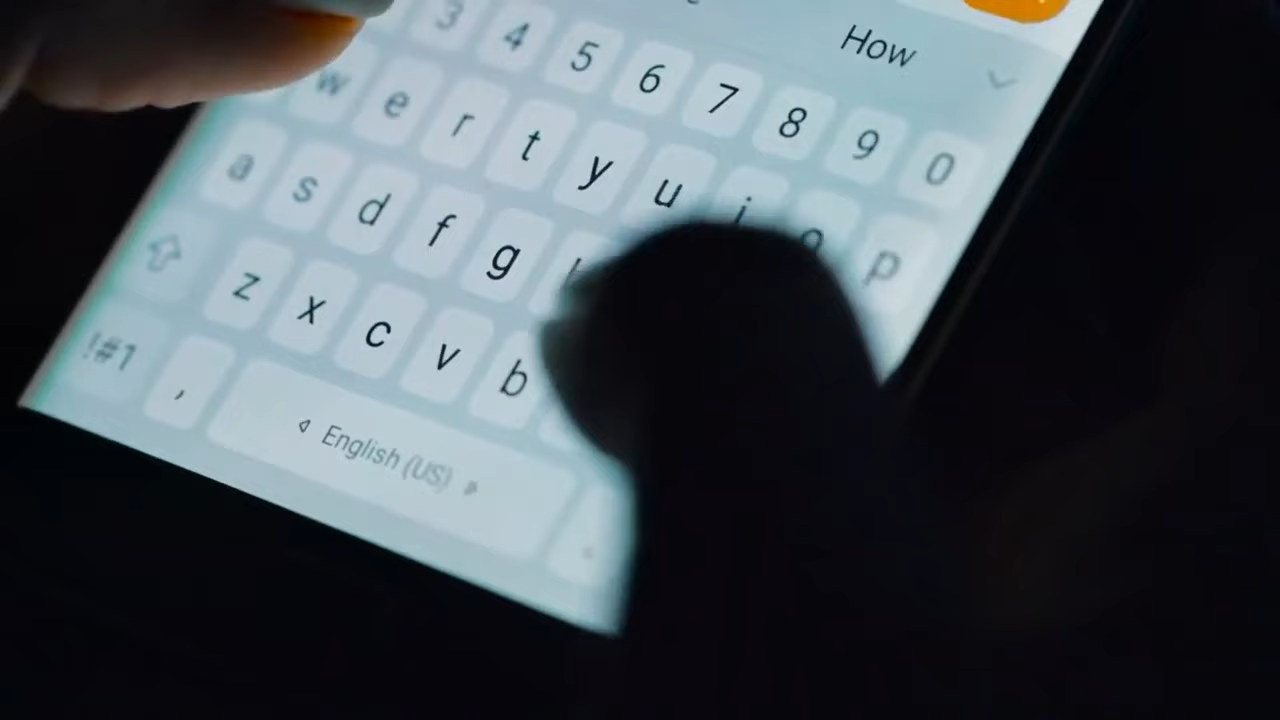 How
3 4 5 6 7 8 9 0
w e r t y u i o p
a s d f g
z x c v b
!#1 , English (US) .